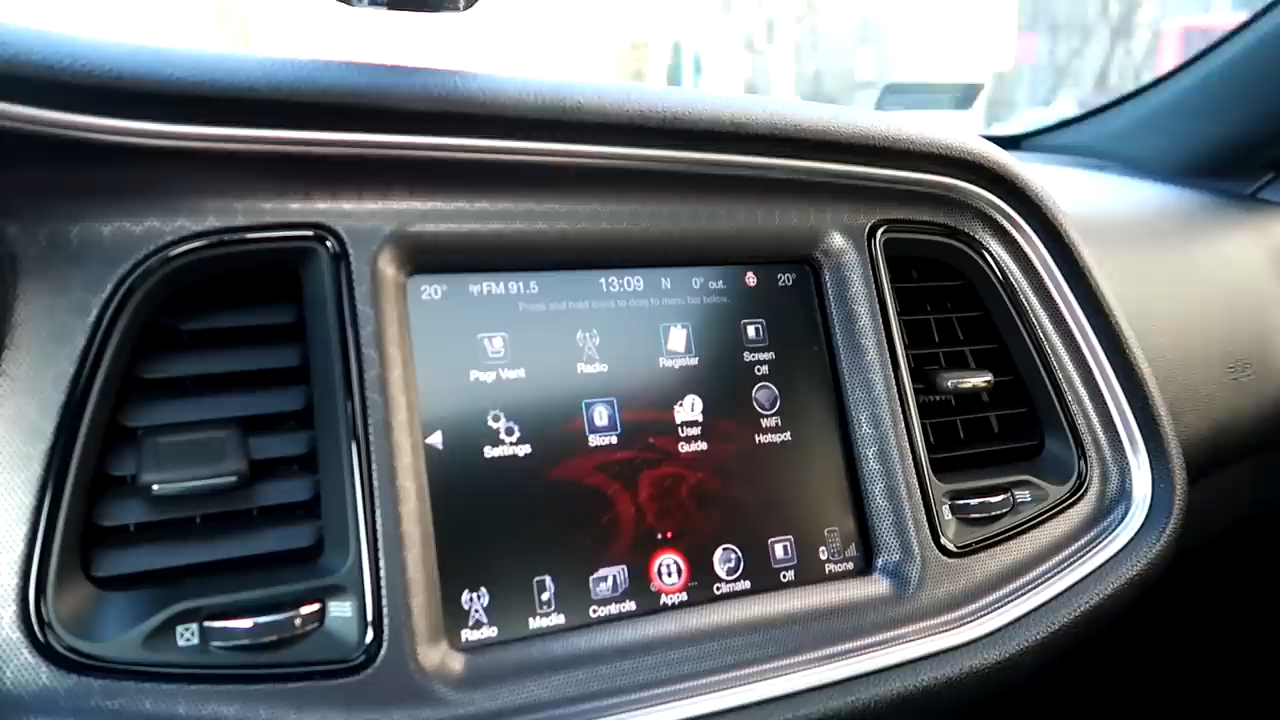 20° FM 91.5 13:09 N 0° out. 20°
Press and hold icons to drag to menu bar below.
Psgr Vent Radio Register Screen
Off
Settings Store User
Guide WiFi
Hotspot
Radio Media Controls Apps Climate Off Phone